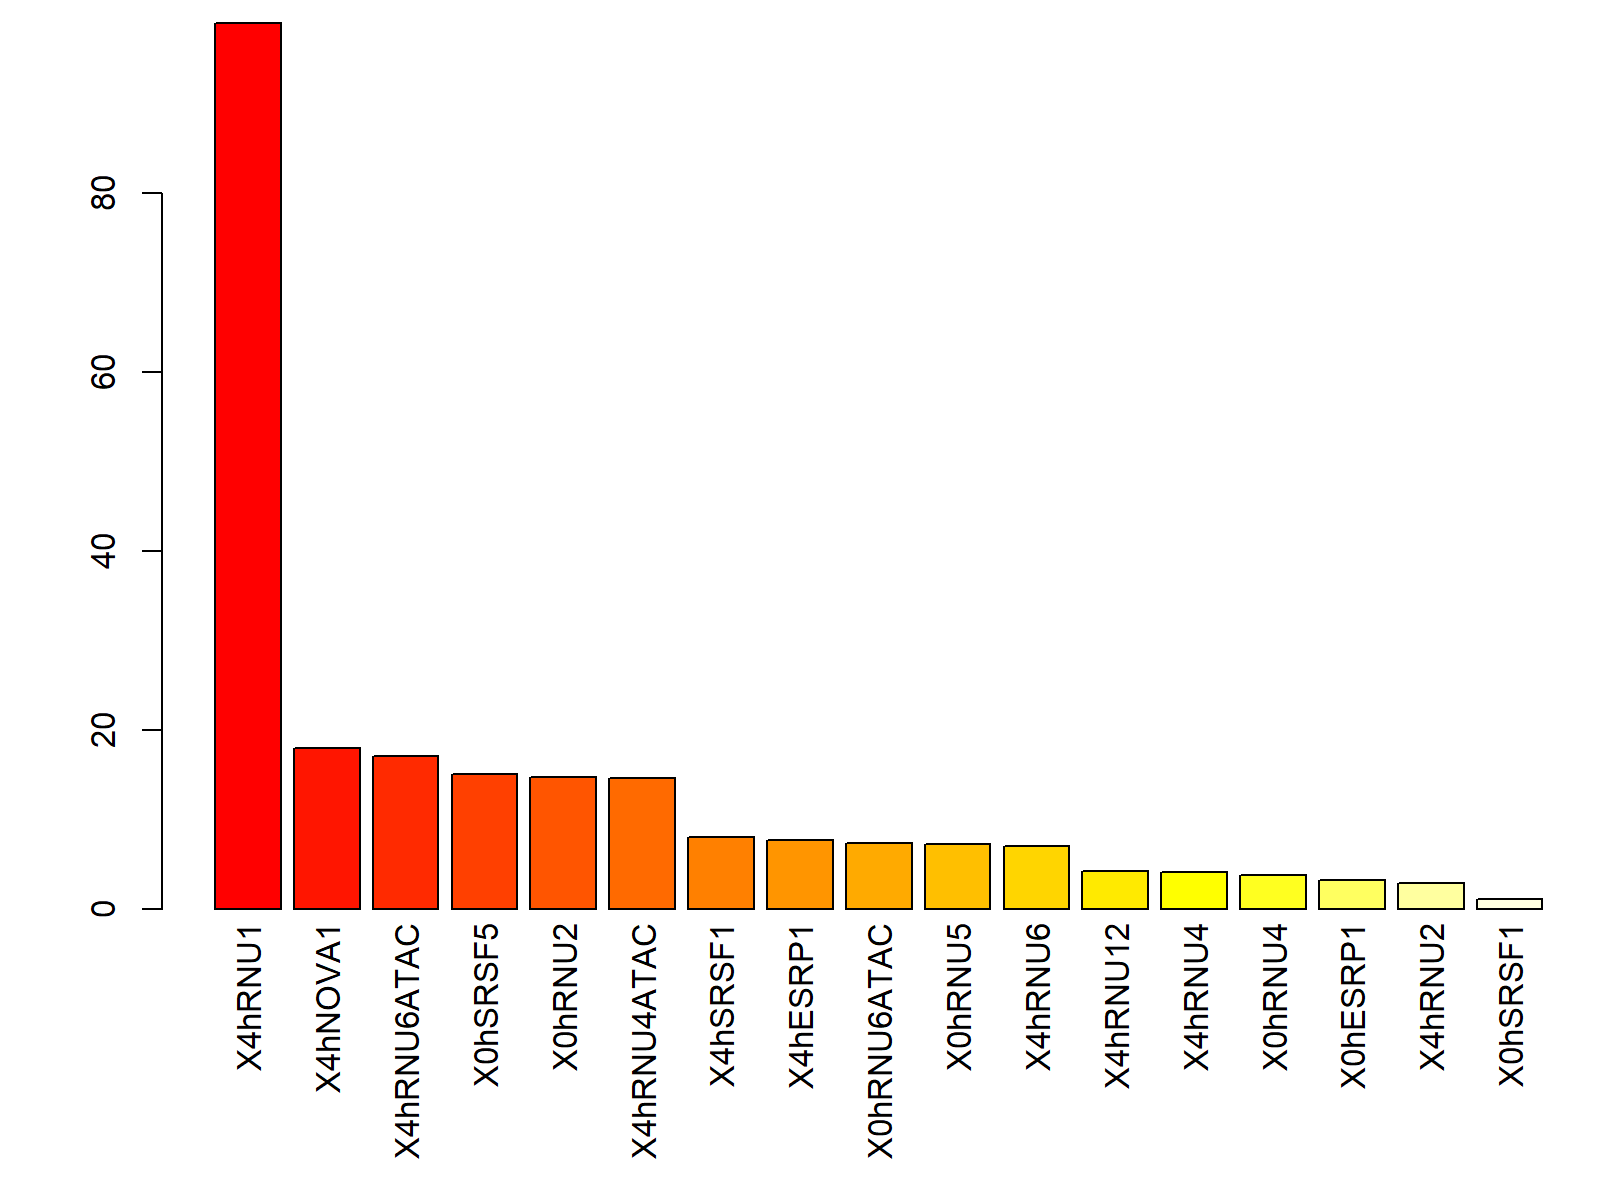 80
60
40
20
0
X4hRNU1
X4hNOVA1
X4hRNU6ATAC
X0hSRSF5
X0hRNU2
X4hRNU4ATAC
X4hSRSF1
X4hESRP1
X0hRNU6ATAC
X0hRNU5
X4hRNU6
X4hRNU12
X4hRNU4
X0hRNU4
X0hESRP1
X4hRNU2
X0hSRSF1